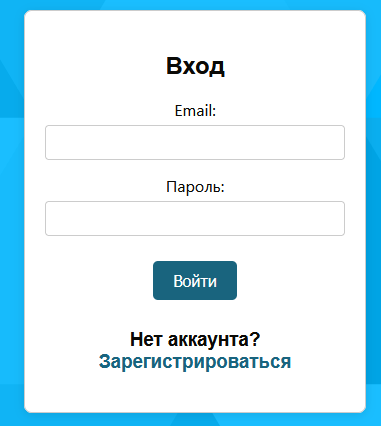 Вход
Email:
Пароль:
Войти
Нет аккаунта?
Зарегистрироваться